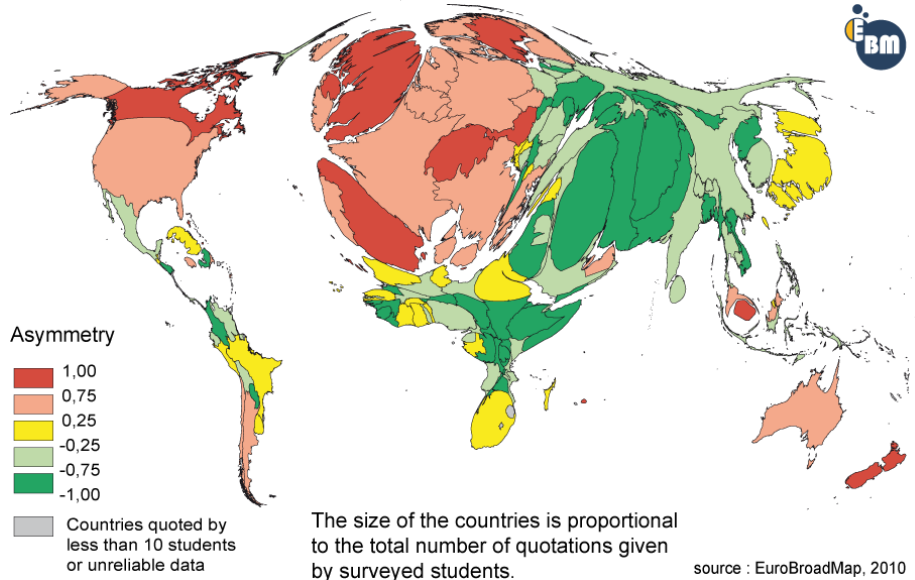 EBM
Asymmetry
1,00
0,75
0,25
-0,25
-0,75
-1,00
Countries quoted by
less than 10 students
or unreliable data
The size of the countries is proportional
to the total number of quotations given
by surveyed students.
source : EuroBroadMap, 2010